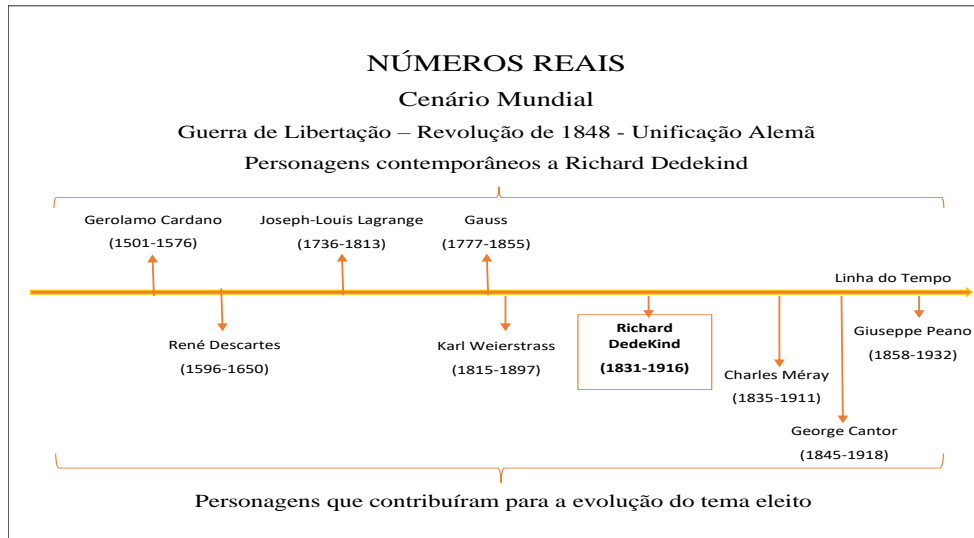 NÚMEROS REAIS
Cenário Mundial
Guerra de Libertação – Revolução de 1848 - Unificação Alemã
Personagens contemporâneos a Richard Dedekind
Gerolamo Cardano
(1501-1576)
Joseph-Louis Lagrange
(1736-1813)
Gauss
(1777-1855)
Linha do Tempo
René Descartes
(1596-1650)
Karl Weierstrass
(1815-1897)
Richard
DedeKind
(1831-1916)
Charles Méray
(1835-1911)
George Cantor
(1845-1918)
Giuseppe Peano
(1858-1932)
Personagens que contribuíram para a evolução do tema eleito